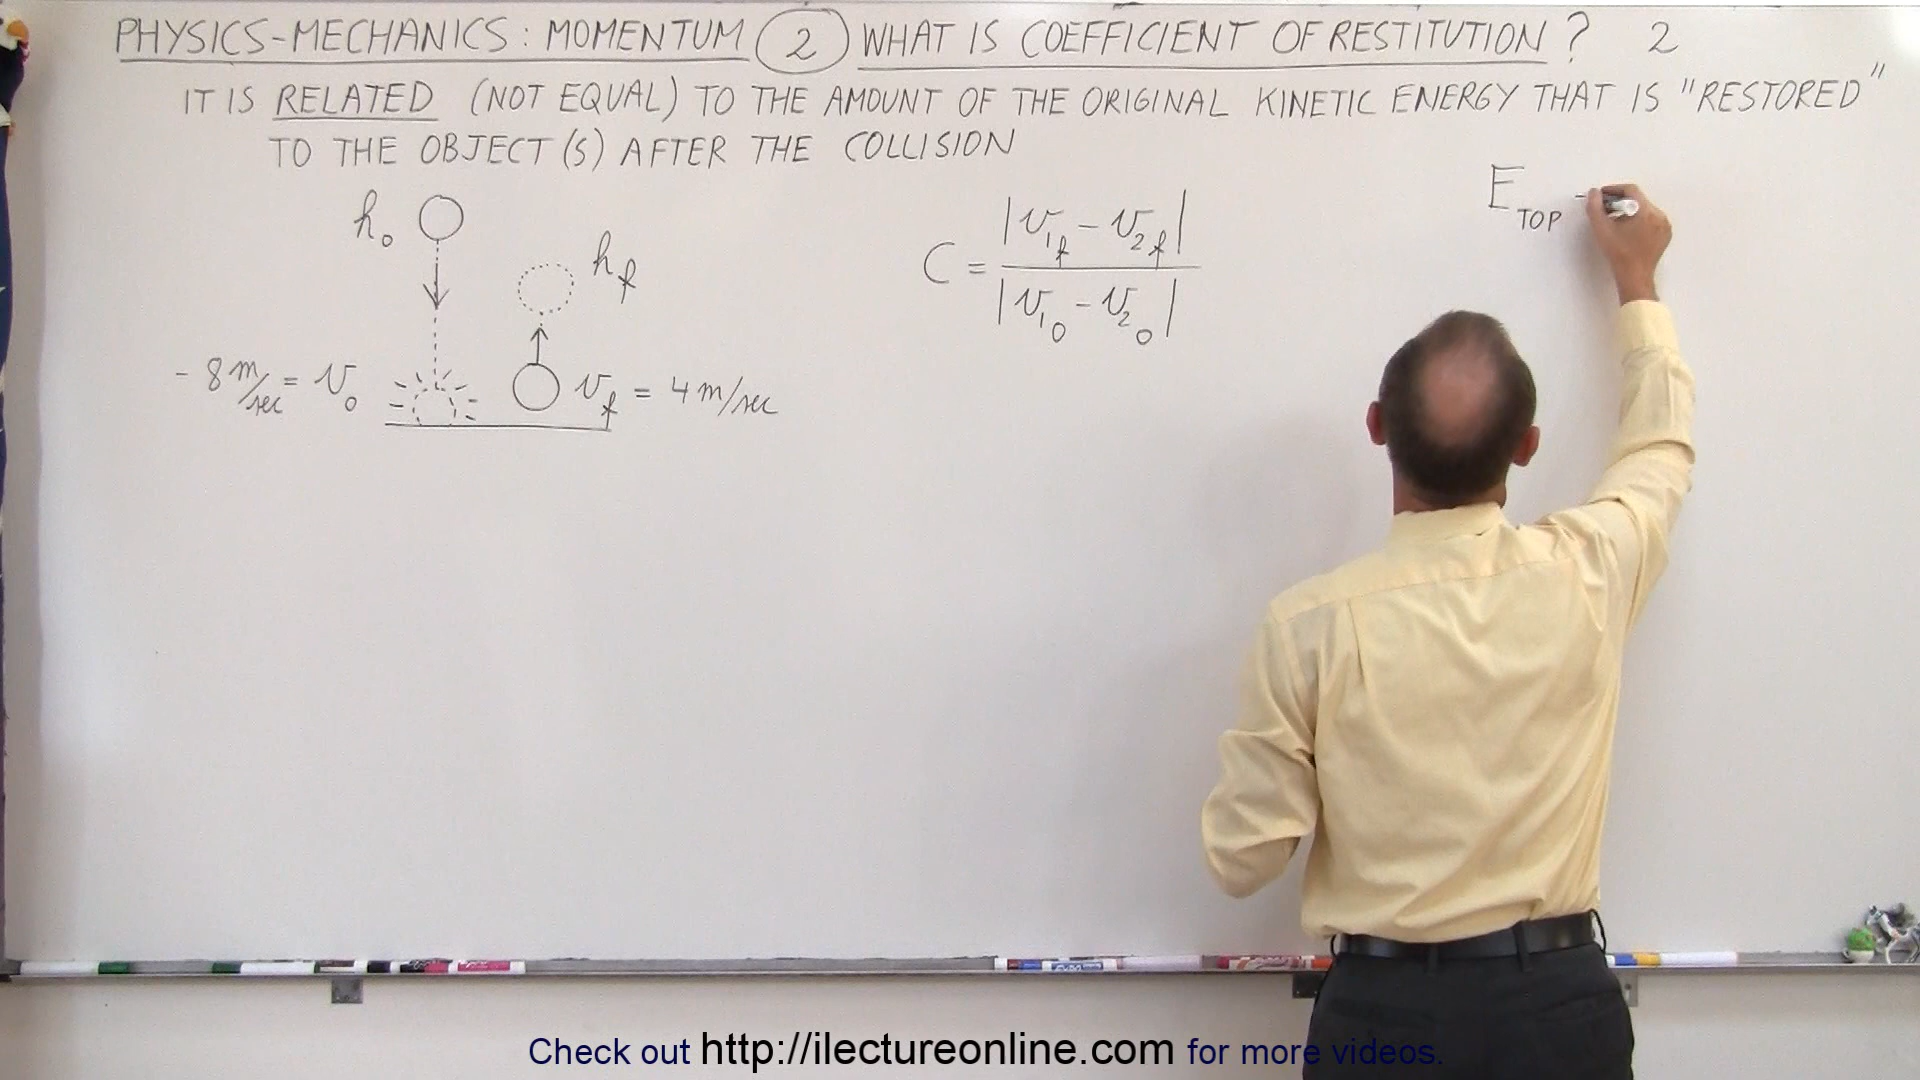 PHYSICS-MECHANICS: MOMENTUM (2) WHAT IS COEFFICIENT OF RESTITUTION? 2
IT IS RELATED (NOT EQUAL) TO THE AMOUNT OF THE ORIGINAL KINETIC ENERGY THAT IS "RESTORED"
TO THE OBJECT(S) AFTER THE COLLISION
h₀
h_f
-8 m/sec = v₀
v_f = 4 m/sec
C = |v₁f - v₂f| / |v₁₀ - v₂₀|
E_TOP
Check out http://ilectureonline.com for more videos.